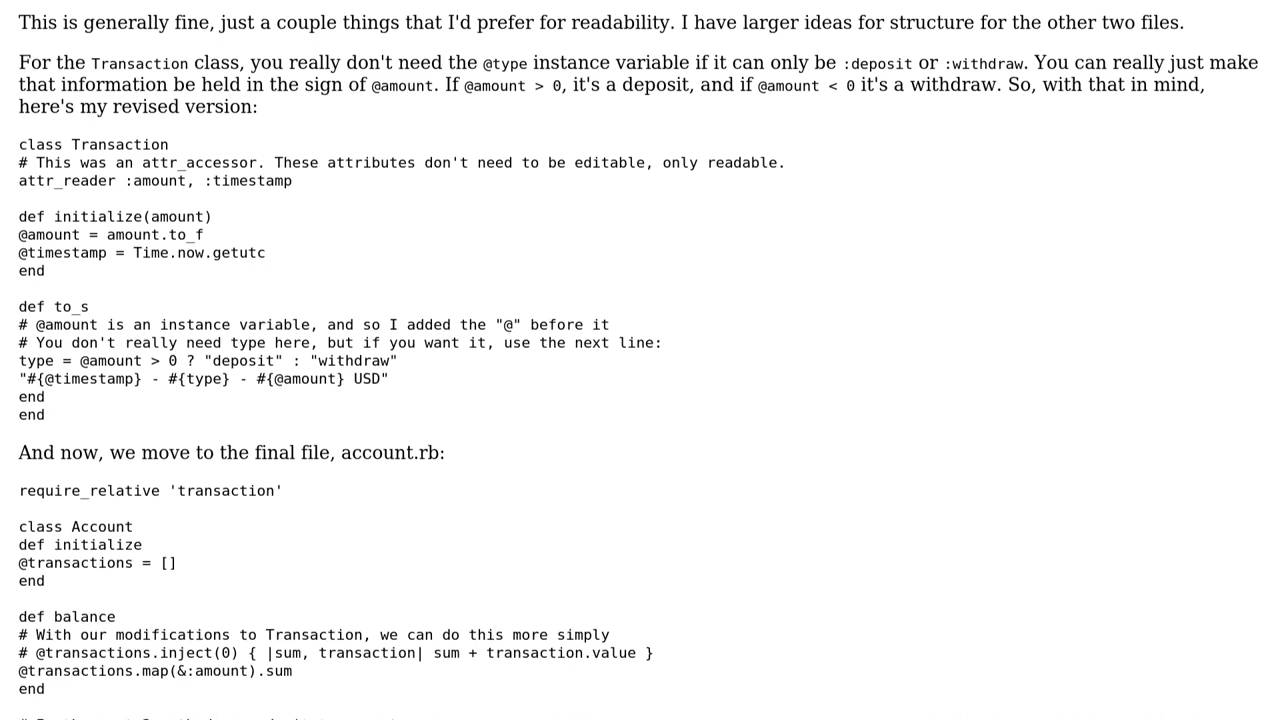 This is generally fine, just a couple things that I'd prefer for readability. I have larger ideas for structure for the other two files.
For the Transaction class, you really don't need the @type instance variable if it can only be :deposit or :withdraw. You can really just make
that information be held in the sign of @amount. If @amount > 0, it's a deposit, and if @amount < 0 it's a withdraw. So, with that in mind,
here's my revised version:
class Transaction
# This was an attr_accessor. These attributes don't need to be editable, only readable.
attr_reader :amount, :timestamp
def initialize(amount)
@amount = amount.to_f
@timestamp = Time.now.getutc
end
def to_s
# @amount is an instance variable, and so I added the "@" before it
# You don't really need type here, but if you want it, use the next line:
type = @amount > 0 ? "deposit" : "withdraw"
"#{@timestamp} - #{type} - #{@amount} USD"
end
end
And now, we move to the final file, account.rb:
require_relative 'transaction'
class Account
def initialize
@transactions = []
end
def balance
# With our modifications to Transaction, we can do this more simply
# @transactions.inject(0) { |sum, transaction| sum + transaction.value }
@transactions.map(&:amount).sum
end